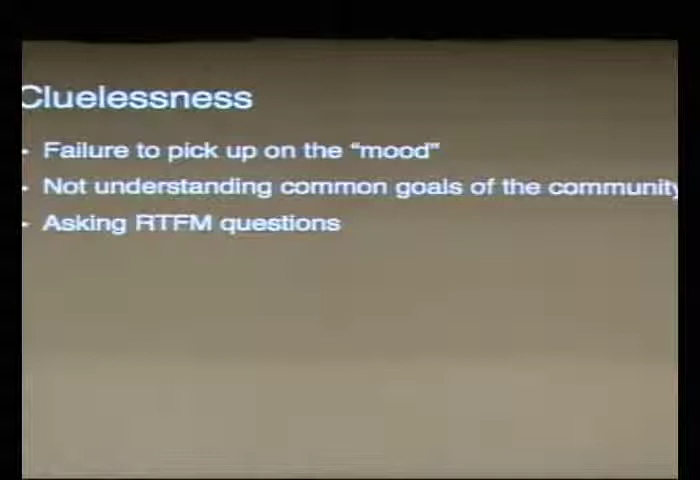 Cluelessness
• Failure to pick up on the “mood”
• Not understanding common goals of the community
• Asking RTFM questions